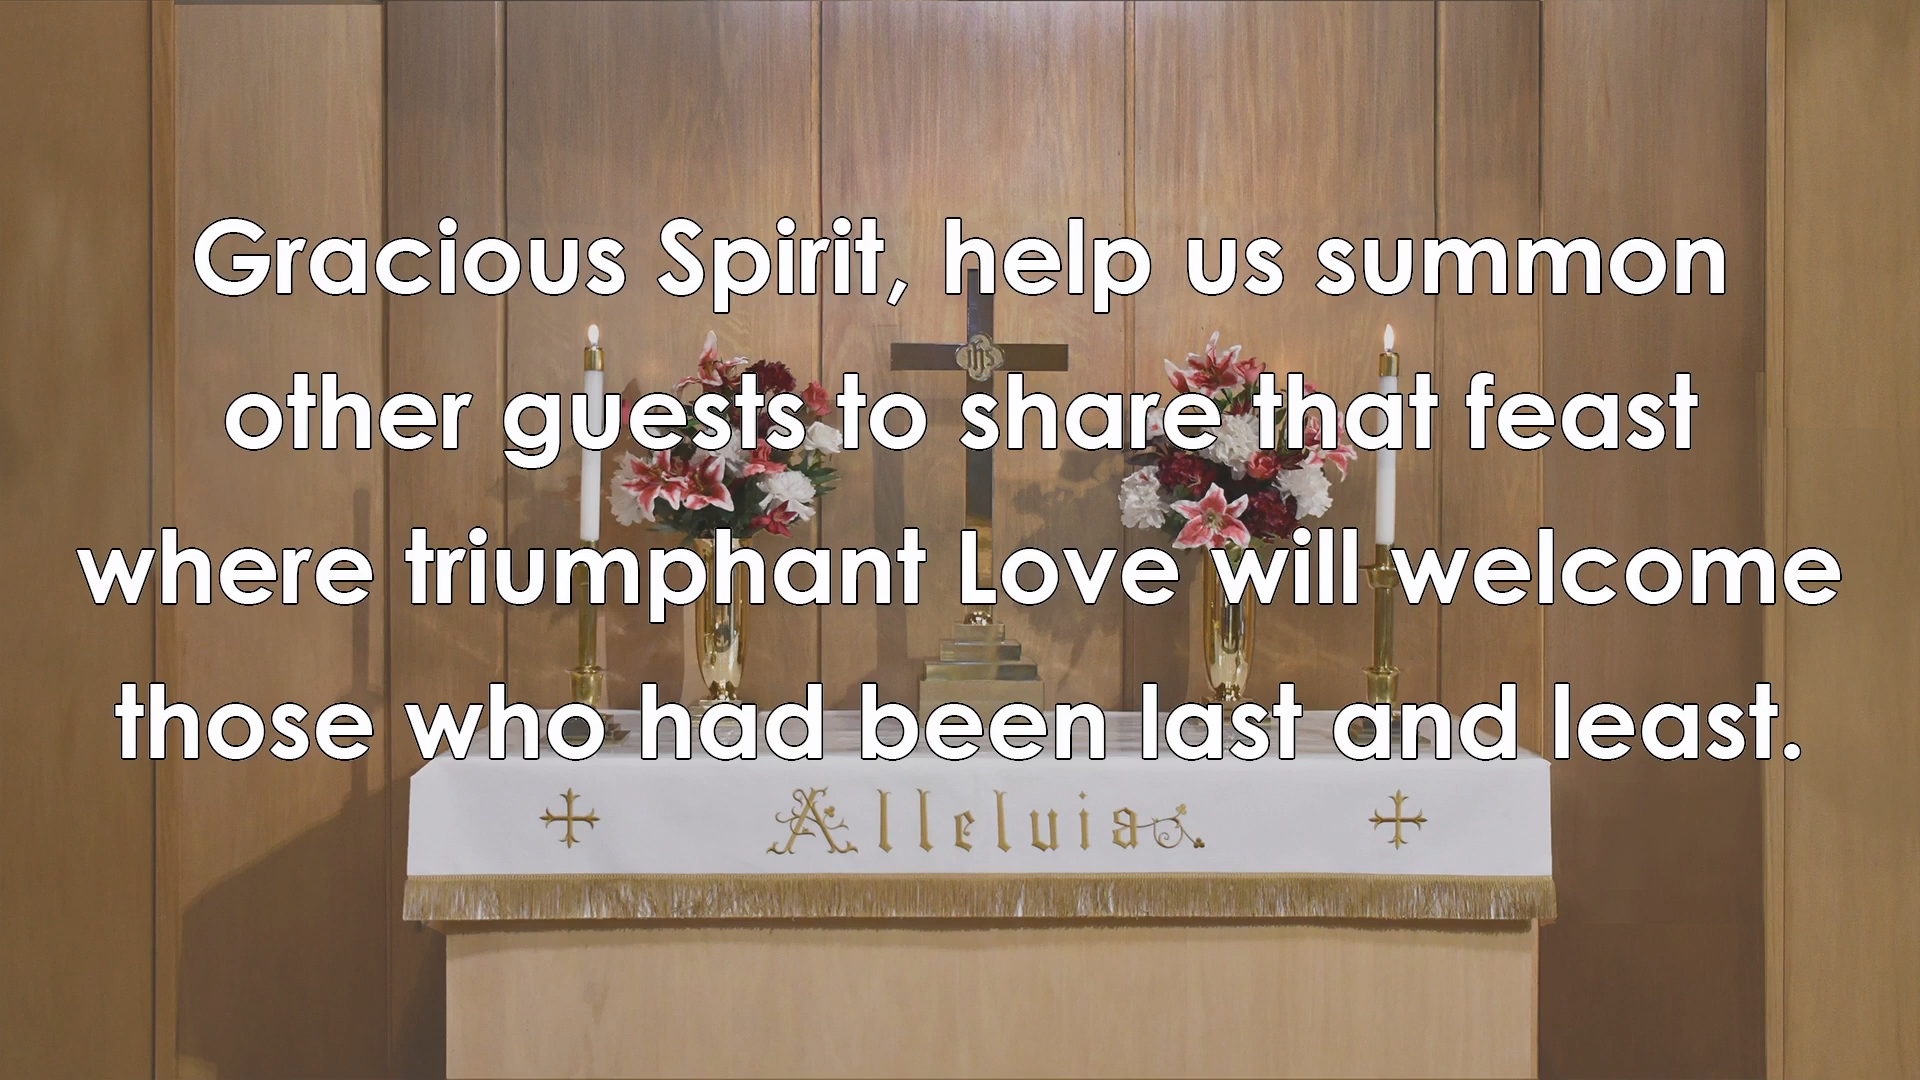 Gracious Spirit, help us summon
other guests to share that feast
where triumphant Love will welcome
those who had been last and least.
ihs
Alleluia